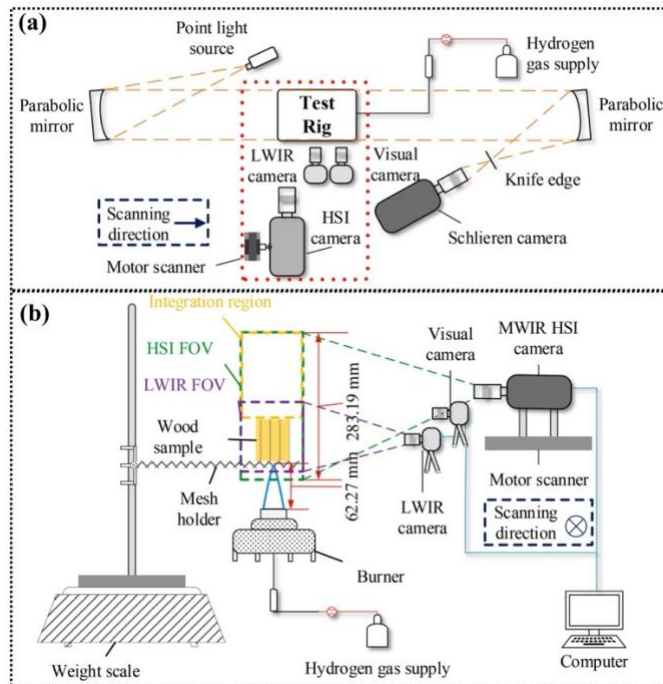 (a)
Point light
source
Hydrogen
gas supply
Parabolic
mirror
Test
Rig
Parabolic
mirror
LWIR
camera
Visual
camera
Knife edge
Scanning
direction
HSI
camera
Schlieren camera
Motor scanner
(b)
Integration region
HSI FOV
LWIR FOV
Wood
sample
Mesh
holder
283.19 mm
62.27 mm
Visual
camera
MWIR HSI
camera
LWIR
camera
Motor scanner
Scanning
direction
Burner
Weight scale
Hydrogen gas supply
Computer